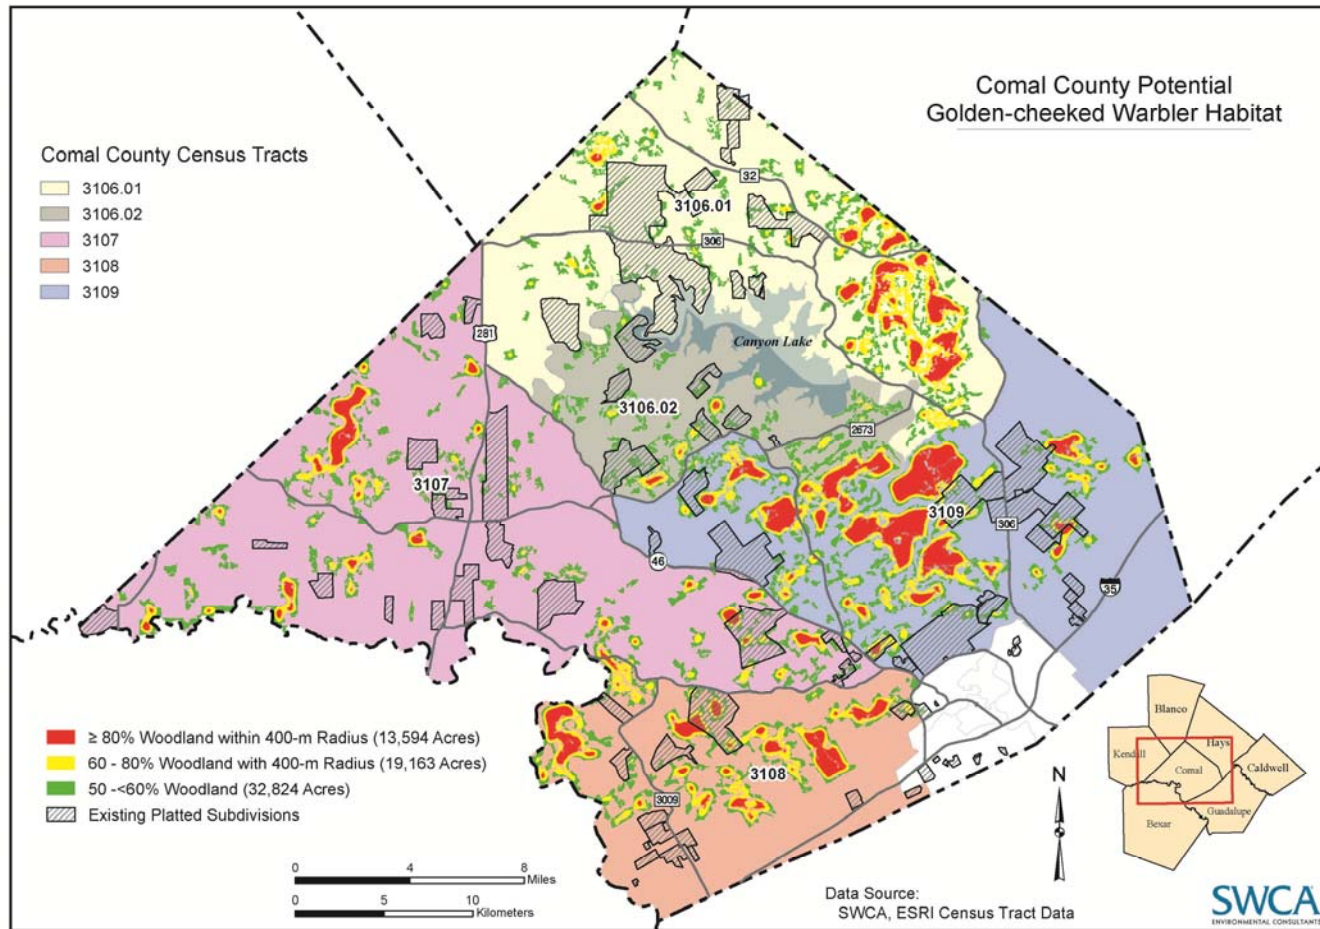 Comal County Potential
Golden-cheeked Warbler Habitat
Comal County Census Tracts
3106.01
3106.02
3107
3108
3109
32
3106.01
306
281
Canyon Lake
3106.02
2673
3107
3109
306
46
35
3108
3009
≥ 80% Woodland within 400-m Radius (13,594 Acres)
60 - 80% Woodland with 400-m Radius (19,163 Acres)
50 -<60% Woodland (32,824 Acres)
Existing Platted Subdivisions
0 4 8
Miles
0 5 10
Kilometers
N
Blanco
Hays
Kendall
Comal
Caldwell
Guadalupe
Bexar
Data Source:
SWCA, ESRI Census Tract Data
SWCA
ENVIRONMENTAL CONSULTANTS